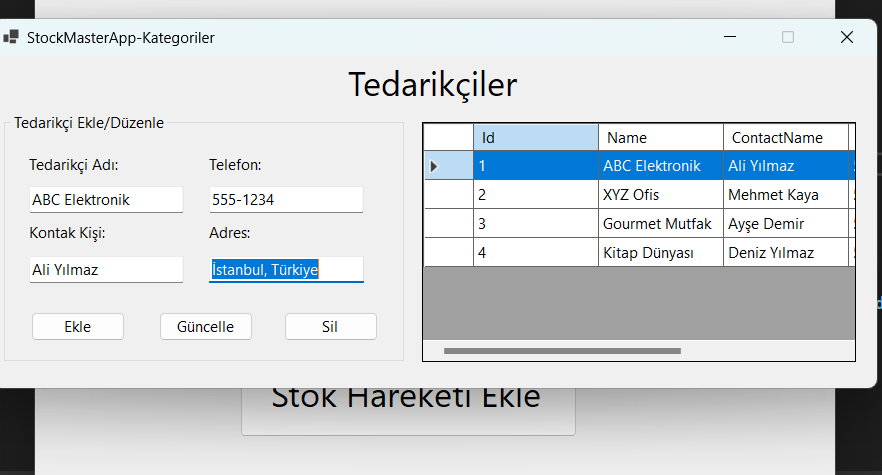 StockMasterApp-Kategoriler
Tedarikçiler
Tedarikçi Ekle/Düzenle
Tedarikçi Adı:
Telefon:
ABC Elektronik
555-1234
Kontak Kişi:
Adres:
Ali Yılmaz
İstanbul, Türkiye
Ekle
Güncelle
Sil
Id Name ContactName
1 ABC Elektronik Ali Yılmaz
2 XYZ Ofis Mehmet Kaya
3 Gourmet Mutfak Ayşe Demir
4 Kitap Dünyası Deniz Yılmaz
Stok Hareketi Ekle